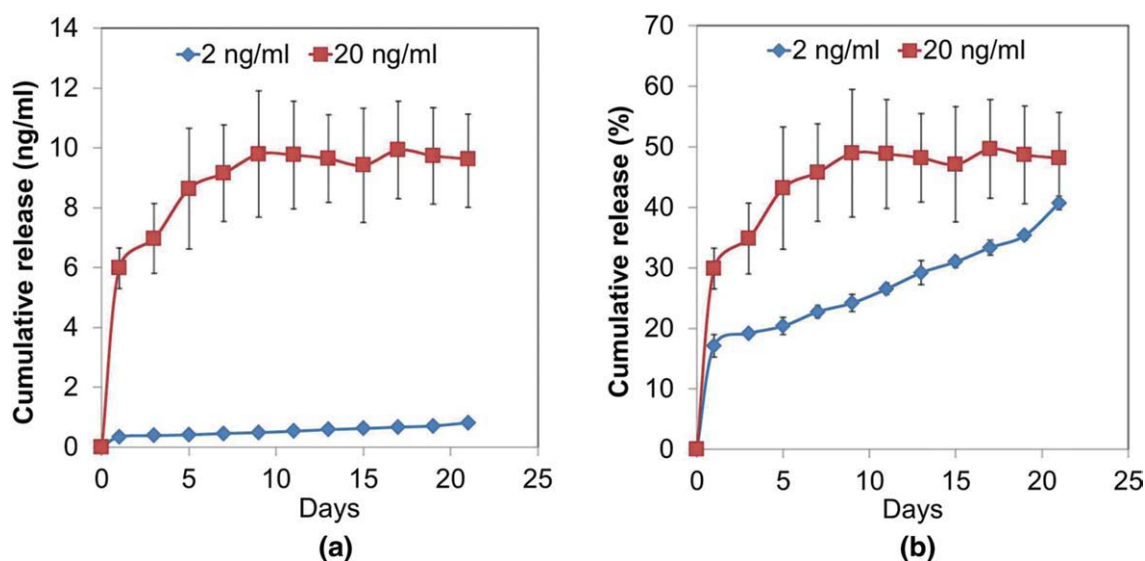 14
12
10
8
6
4
2
0
Cumulative release (ng/ml)
2 ng/ml
20 ng/ml
0 5 10 15 20 25
Days
(a)
70
60
50
40
30
20
10
0
Cumulative release (%)
2 ng/ml
20 ng/ml
0 5 10 15 20 25
Days
(b)